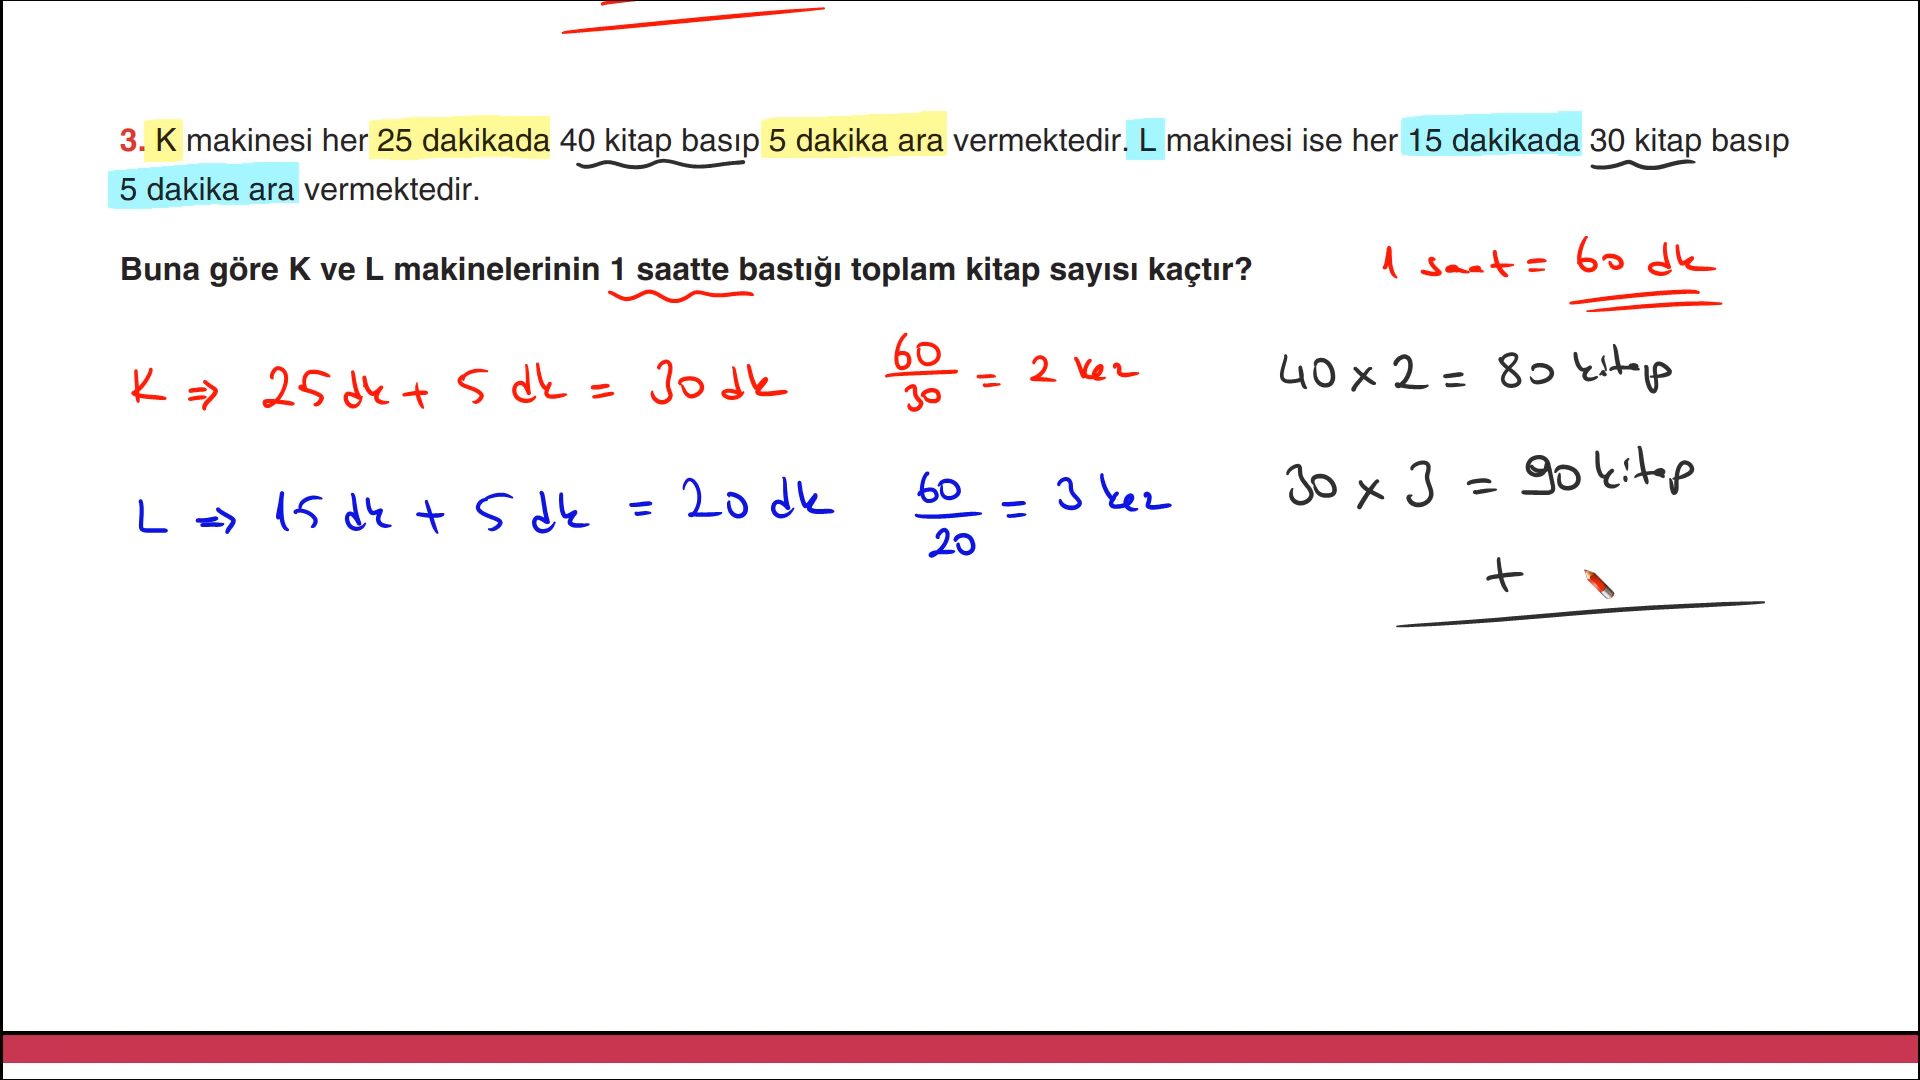 3. K makinesi her 25 dakikada 40 kitap basıp 5 dakika ara vermektedir. L makinesi ise her 15 dakikada 30 kitap basıp
5 dakika ara vermektedir.
Buna göre K ve L makinelerinin 1 saatte bastığı toplam kitap sayısı kaçtır?
1 saat = 60 dk
K ⇒ 25 dk + 5 dk = 30 dk 60/30 = 2 kez 40 x 2 = 80 kitap
L ⇒ 15 dk + 5 dk = 20 dk 60/20 = 3 kez 30 x 3 = 90 kitap
+